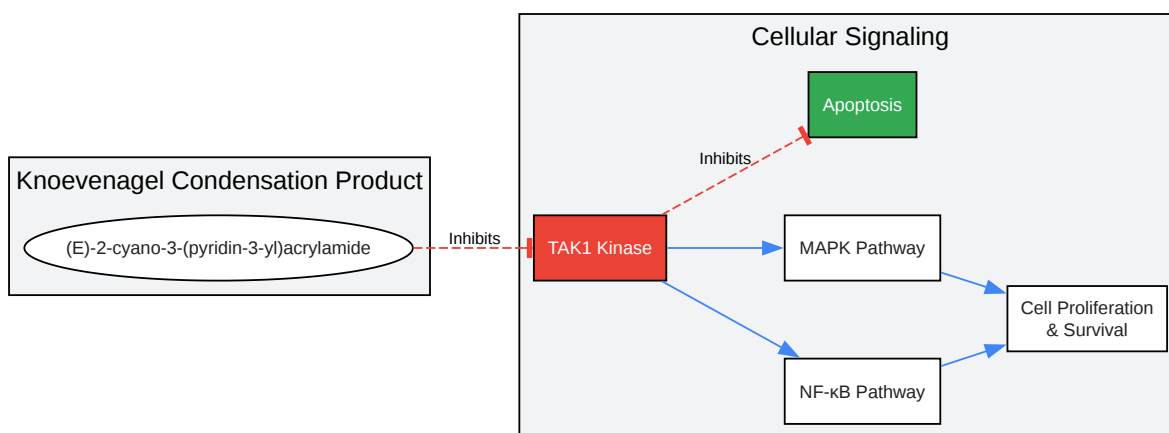 Cellular Signaling
Apoptosis
Inhibits
Knoevenagel Condensation Product
(E)-2-cyano-3-(pyridin-3-yl)acrylamide
Inhibits
TAK1 Kinase
MAPK Pathway
Cell Proliferation
& Survival
NF-κB Pathway